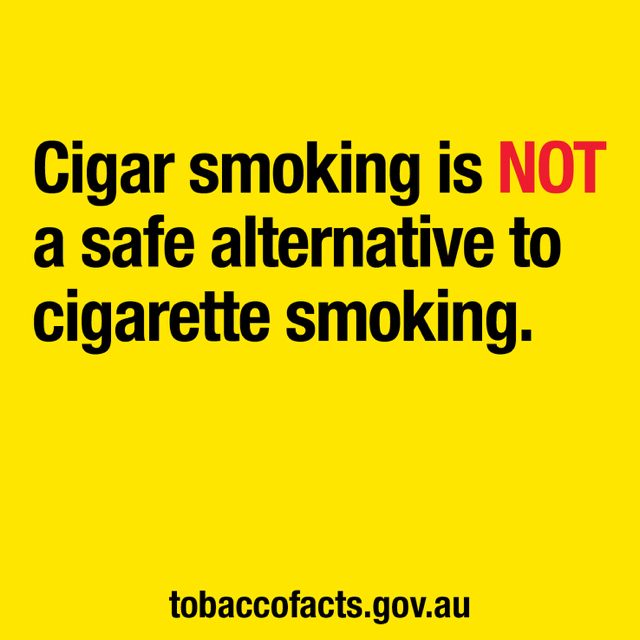 Cigar smoking is NOT
a safe alternative to
cigarette smoking.
tobaccofacts.gov.au